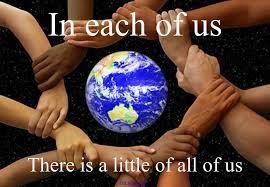 In each of us
There is a little of all of us